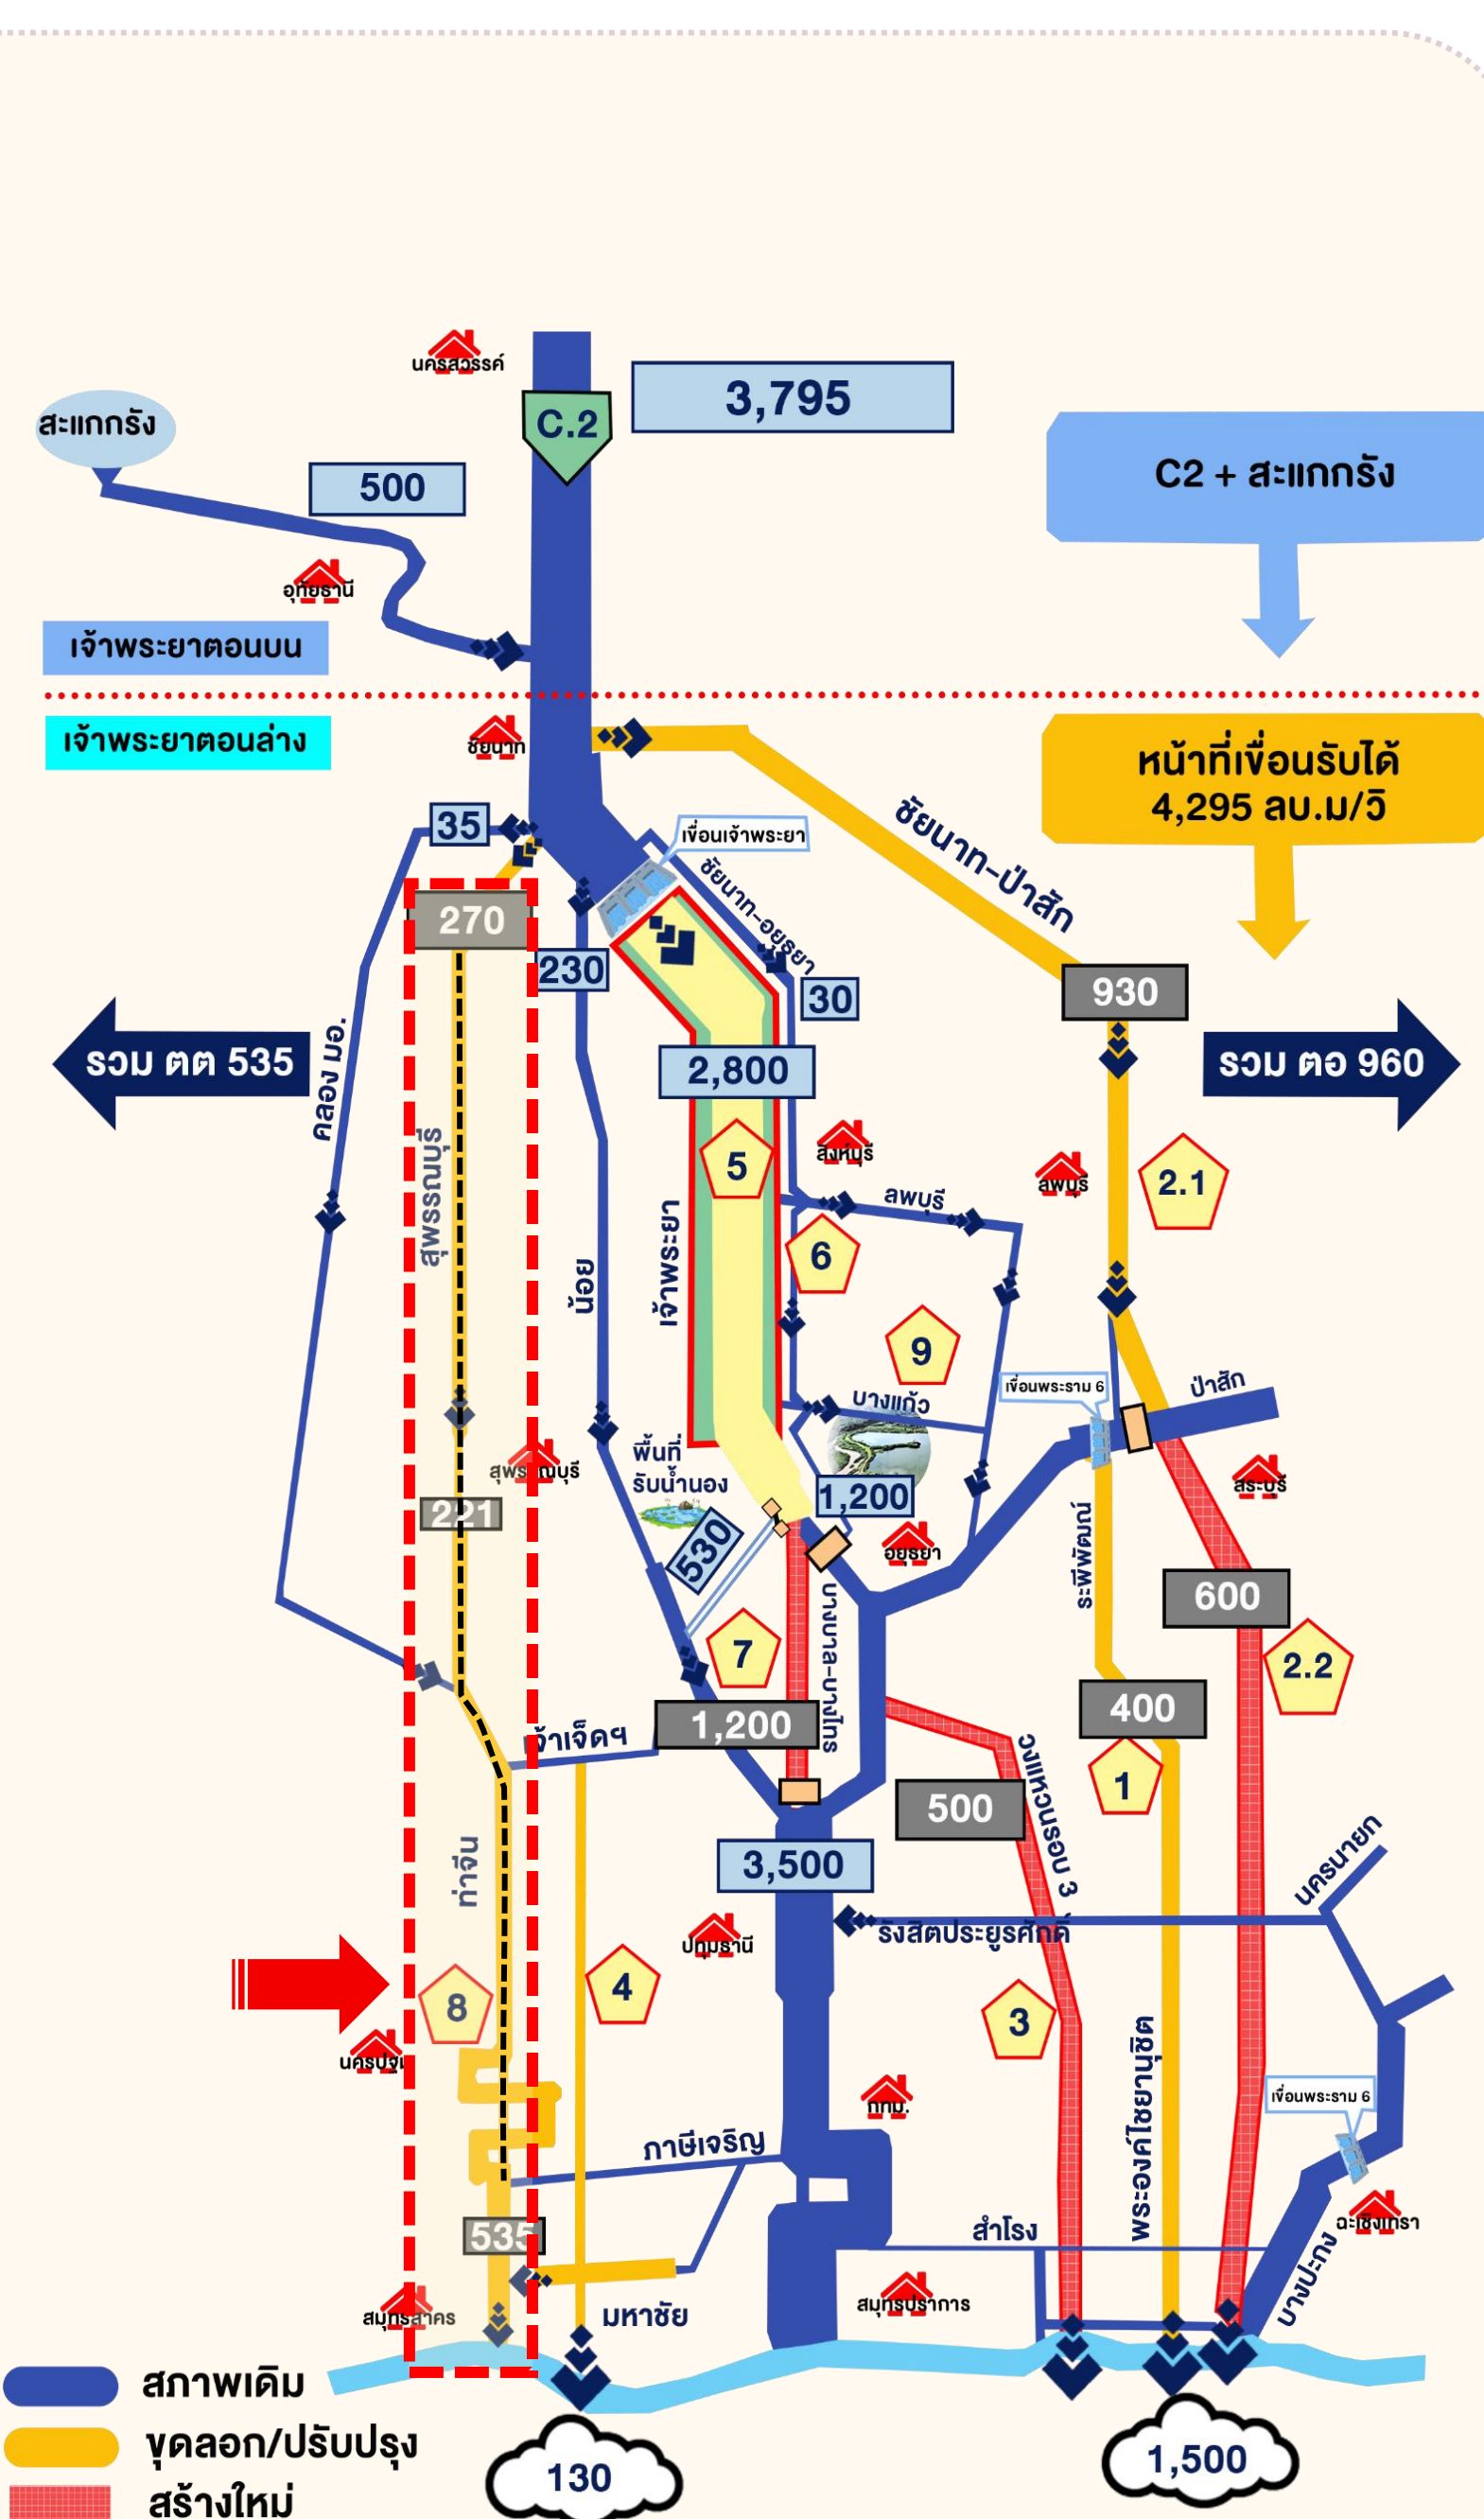 นครสวรรค์
C.2
3,795
สะแกกรัง
500
C2 + สะแกกรัง
อุทัยธานี
เจ้าพระยาตอนบน
เจ้าพระยาตอนล่าง
ชัยนาท
หน้าที่เขื่อนรับได้
4,295 ลบ.ม/วิ
35
เขื่อนเจ้าพระยา
ชัยนาท-ป่าสัก
ชัยนาท-อยุธยา
270
230
30
930
รวม ตต 535
รวม ตอ 960
คลอง มอ.
2,800
สุพรรณบุรี
5
สิงห์บุรี
ลพบุรี
2.1
ลพบุรี
น้อย
เจ้าพระยา
6
9
เขื่อนพระราม 6
ป่าสัก
บางแก้ว
พื้นที่
รับน้ำนอง
สุพรรณบุรี
สระบุรี
221
1,200
530
อยุธยา
ระพีพัฒน์
600
บางบาล-บางไทร
7
2.2
400
1,200
เจ้าเจ็ดฯ
วงแหวนรอบ 3
1
500
ท่าจีน
3,500
นครนายก
ปทุมธานี
รังสิตประยูรศักดิ์
8
4
3
นครปฐม
พระองค์ไชยานุชิต
กทม.
เขื่อนพระราม 6
ภาษีเจริญ
535
สำโรง
ฉะเชิงเทรา
บางปะกง
สมุทรสาคร
มหาชัย
สมุทรปราการ
สภาพเดิม
ขุดลอก/ปรับปรุง
สร้างใหม่
130
1,500